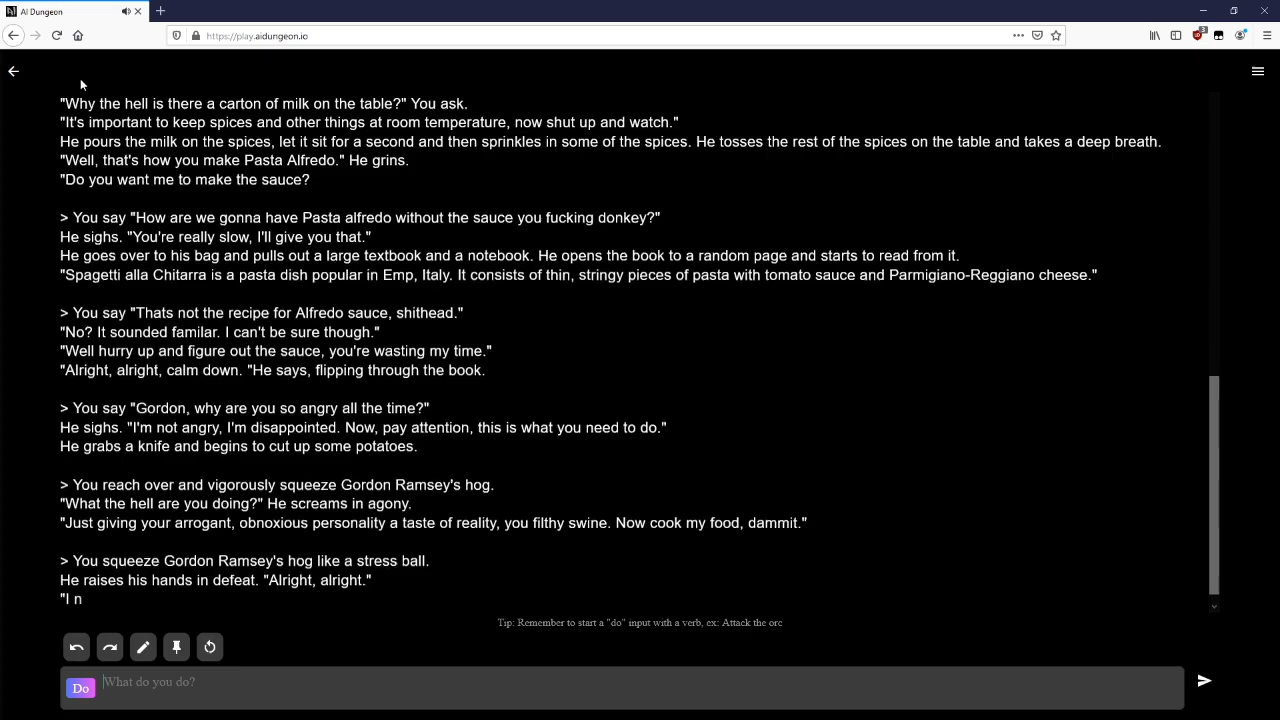 AI Dungeon
https://play.aidungeon.io
"Why the hell is there a carton of milk on the table?" You ask.
"It's important to keep spices and other things at room temperature, now shut up and watch."
He pours the milk on the spices, let it sit for a second and then sprinkles in some of the spices. He tosses the rest of the spices on the table and takes a deep breath.
"Well, that's how you make Pasta Alfredo." He grins.
"Do you want me to make the sauce?
> You say "How are we gonna have Pasta alfredo without the sauce you fucking donkey?"
He sighs. "You're really slow, I'll give you that."
He goes over to his bag and pulls out a large textbook and a notebook. He opens the book to a random page and starts to read from it.
"Spagetti alla Chitarra is a pasta dish popular in Emp, Italy. It consists of thin, stringy pieces of pasta with tomato sauce and Parmigiano-Reggiano cheese."
> You say "Thats not the recipe for Alfredo sauce, shithead."
"No? It sounded familar. I can't be sure though."
"Well hurry up and figure out the sauce, you're wasting my time."
"Alright, alright, calm down. "He says, flipping through the book.
> You say "Gordon, why are you so angry all the time?"
He sighs. "I'm not angry, I'm disappointed. Now, pay attention, this is what you need to do."
He grabs a knife and begins to cut up some potatoes.
> You reach over and vigorously squeeze Gordon Ramsey's hog.
"What the hell are you doing?" He screams in agony.
"Just giving your arrogant, obnoxious personality a taste of reality, you filthy swine. Now cook my food, dammit."
> You squeeze Gordon Ramsey's hog like a stress ball.
He raises his hands in defeat. "Alright, alright."
"I n
Tip: Remember to start a "do" input with a verb, ex: Attack the orc
Do What do you do?